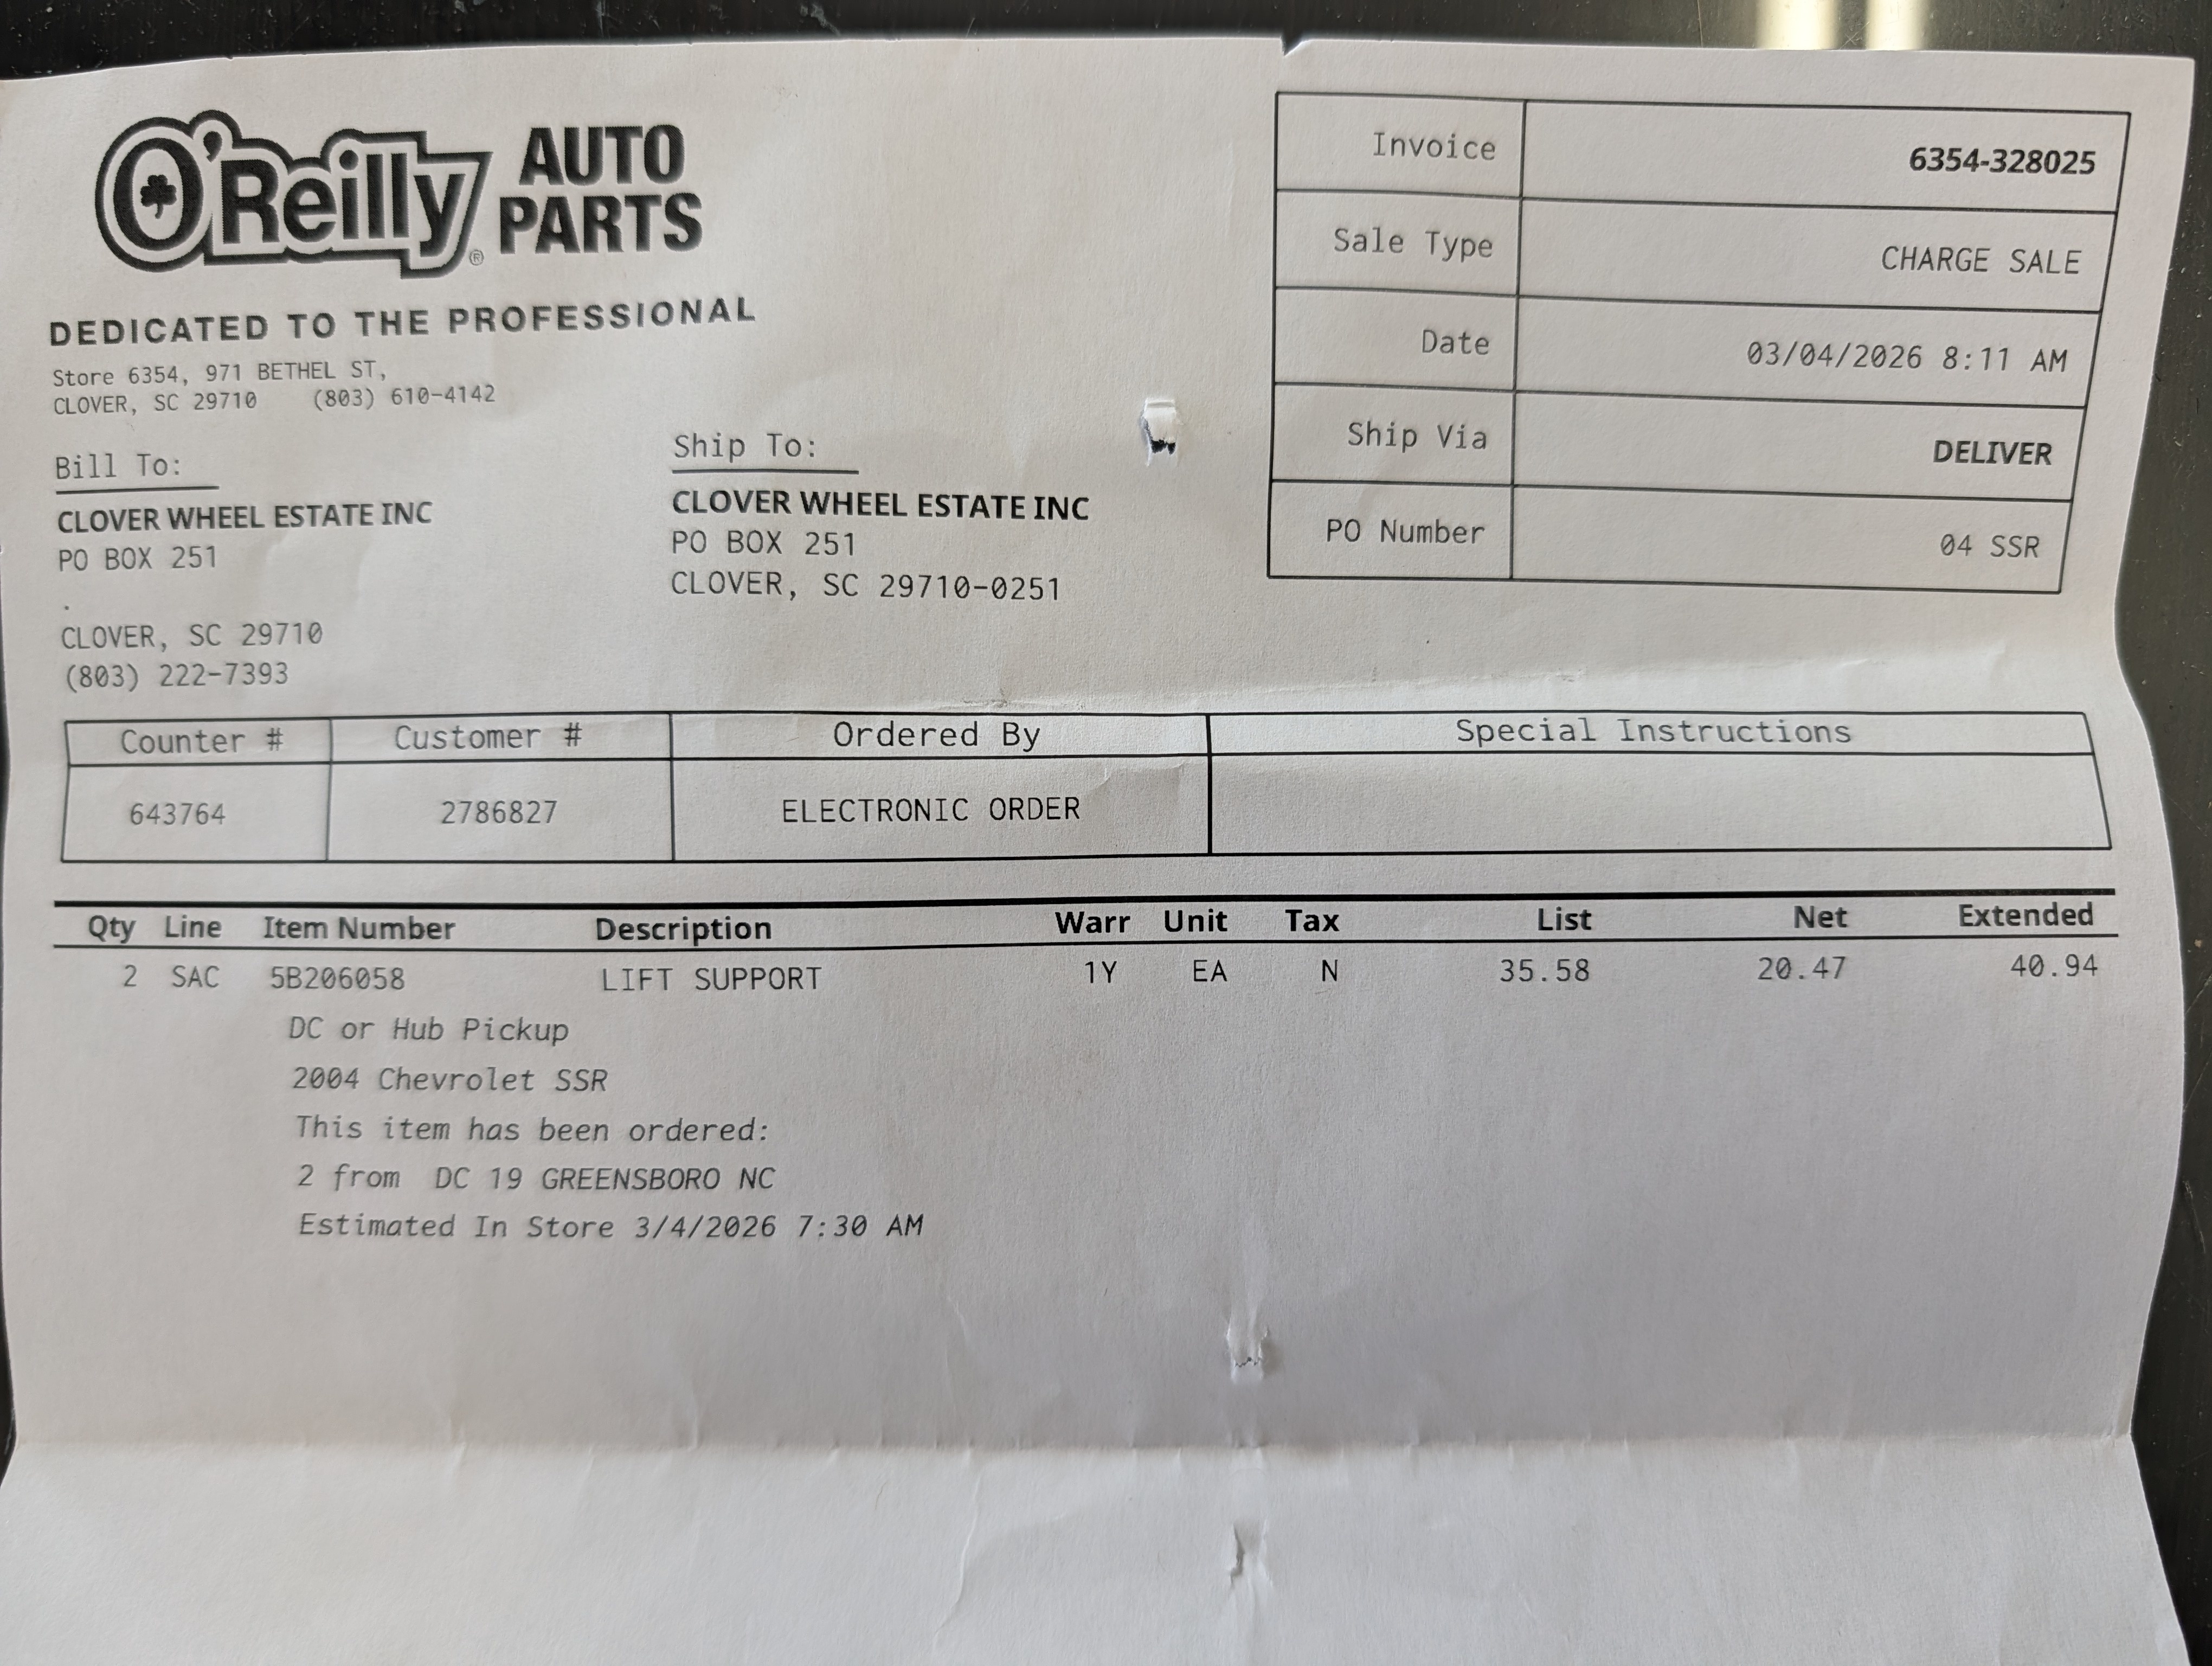 O'Reilly® AUTO PARTS
DEDICATED TO THE PROFESSIONAL
Store 6354, 971 BETHEL ST,
CLOVER, SC 29710 (803) 610-4142
Invoice 6354-328025
Sale Type CHARGE SALE
Date 03/04/2026 8:11 AM
Ship Via DELIVER
PO Number 04 SSR
Bill To:
CLOVER WHEEL ESTATE INC
PO BOX 251
.
CLOVER, SC 29710
(803) 222-7393
Ship To:
CLOVER WHEEL ESTATE INC
PO BOX 251
CLOVER, SC 29710-0251
Counter # Customer # Ordered By Special Instructions
643764 2786827 ELECTRONIC ORDER
Qty Line Item Number Description Warr Unit Tax List Net Extended
2 SAC 5B206058 LIFT SUPPORT 1Y EA N 35.58 20.47 40.94
DC or Hub Pickup
2004 Chevrolet SSR
This item has been ordered:
2 from DC 19 GREENSBORO NC
Estimated In Store 3/4/2026 7:30 AM